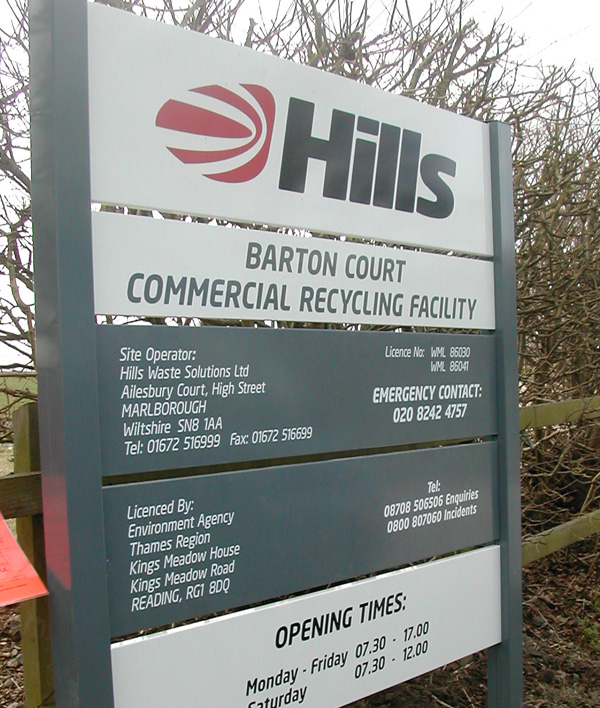 Hills
BARTON COURT
COMMERCIAL RECYCLING FACILITY
Site Operator:
Hills Waste Solutions Ltd
Ailesbury Court, High Street
MARLBOROUGH
Wiltshire SN8 1AA
Tel: 01672 516999 Fax: 01672 516699
Licence No: WML 86030
WML 86041
EMERGENCY CONTACT:
020 8242 4757
Licenced By:
Environment Agency
Thames Region
Kings Meadow House
Kings Meadow Road
READING, RG1 8DQ
Tel:
08708 506506 Enquiries
0800 807060 Incidents
OPENING TIMES:
Monday - Friday 07.30 - 17.00
Saturday 07.30 - 12.00